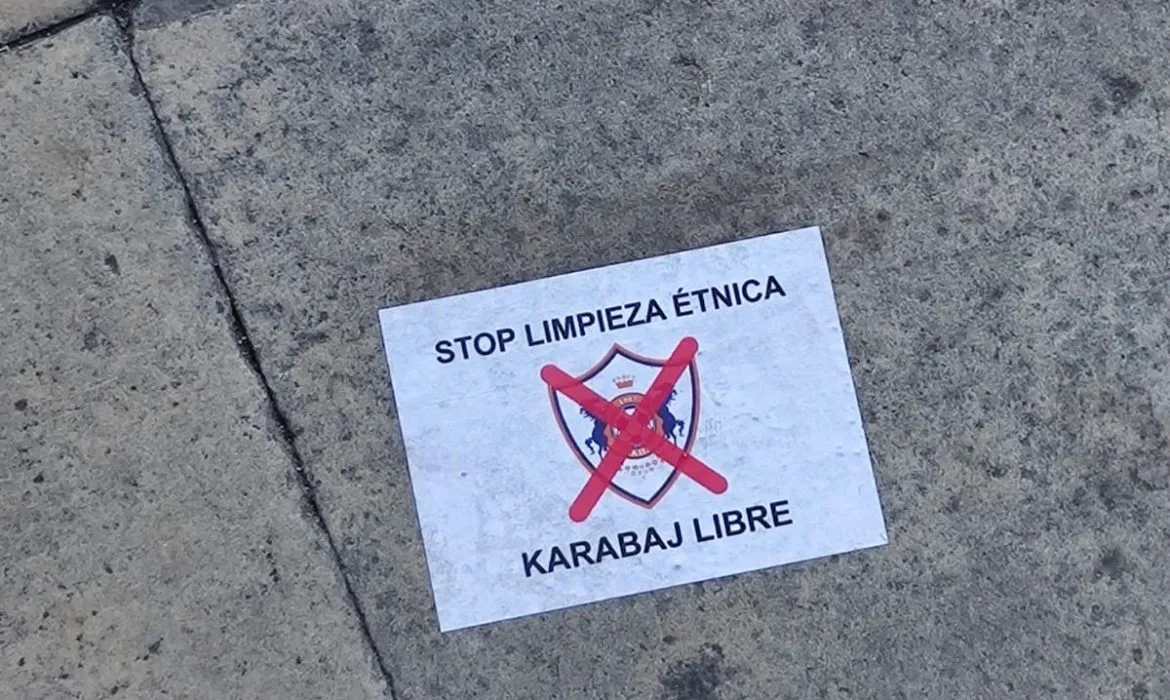 STOP LIMPIEZA ÉTNICA
KARABAJ LIBRE